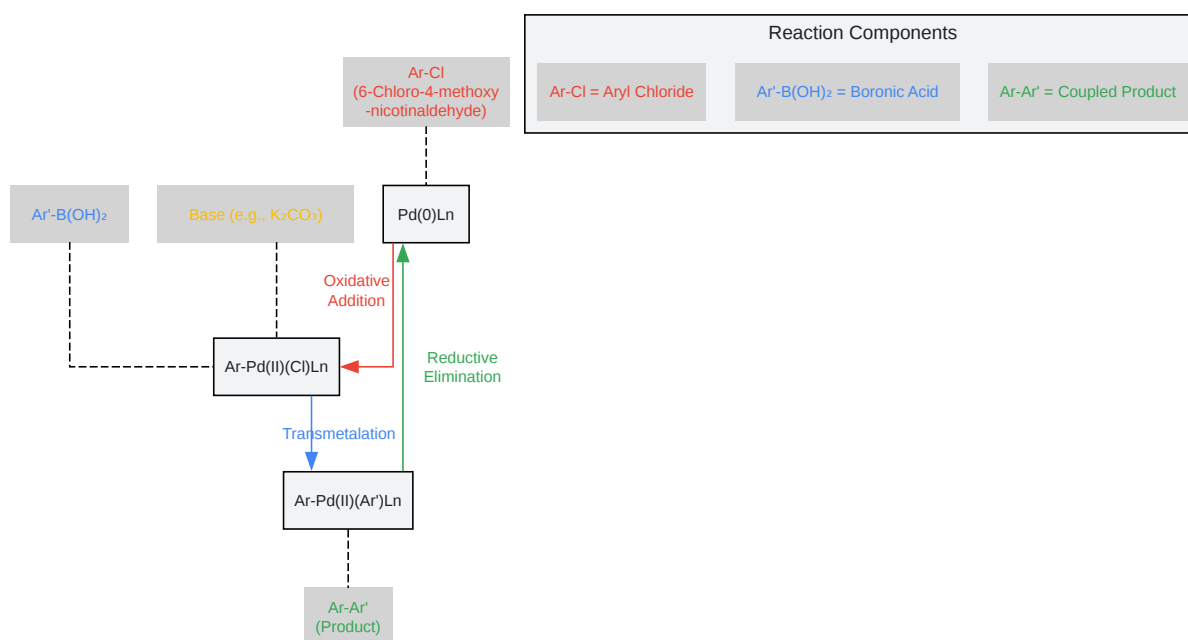 Reaction Components
Ar-Cl = Aryl Chloride
Ar'-B(OH)₂ = Boronic Acid
Ar-Ar' = Coupled Product
Ar-Cl
(6-Chloro-4-methoxy
-nicotinaldehyde)
Ar'-B(OH)₂
Base (e.g., K₂CO₃)
Pd(0)Ln
Oxidative
Addition
Ar-Pd(II)(Cl)Ln
Reductive
Elimination
Transmetalation
Ar-Pd(II)(Ar')Ln
Ar-Ar'
(Product)